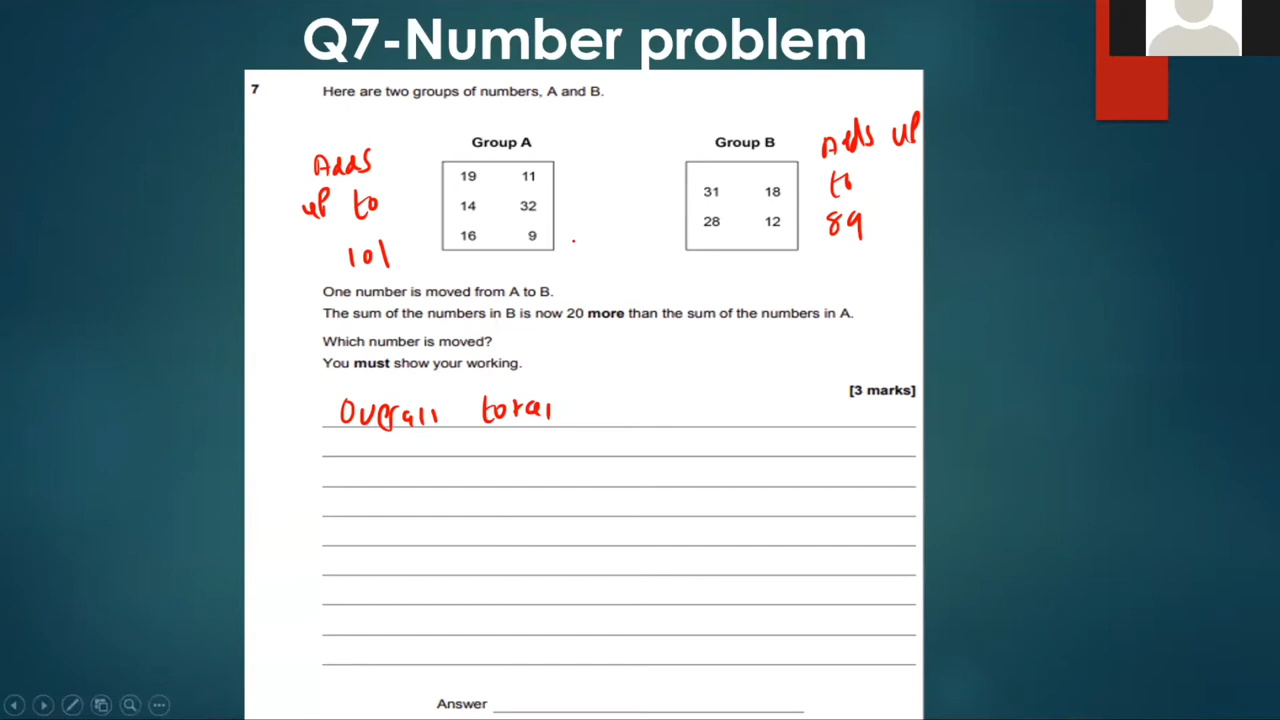 Q7-Number problem
7 Here are two groups of numbers, A and B.
Group A
Group B
Adds
up to
101
19 11
14 32
16 9
31 18
28 12
Adds up
to
89
One number is moved from A to B.
The sum of the numbers in B is now 20 more than the sum of the numbers in A.
Which number is moved?
You must show your working.
[3 marks]
Overall total
Answer